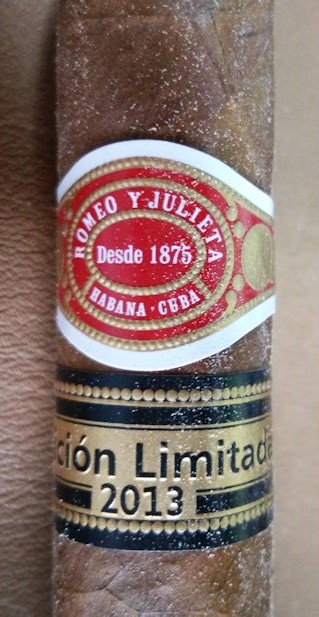 ROMEO Y JULIETA
Desde 1875
HABANA · CUBA
ción Limitada
2013